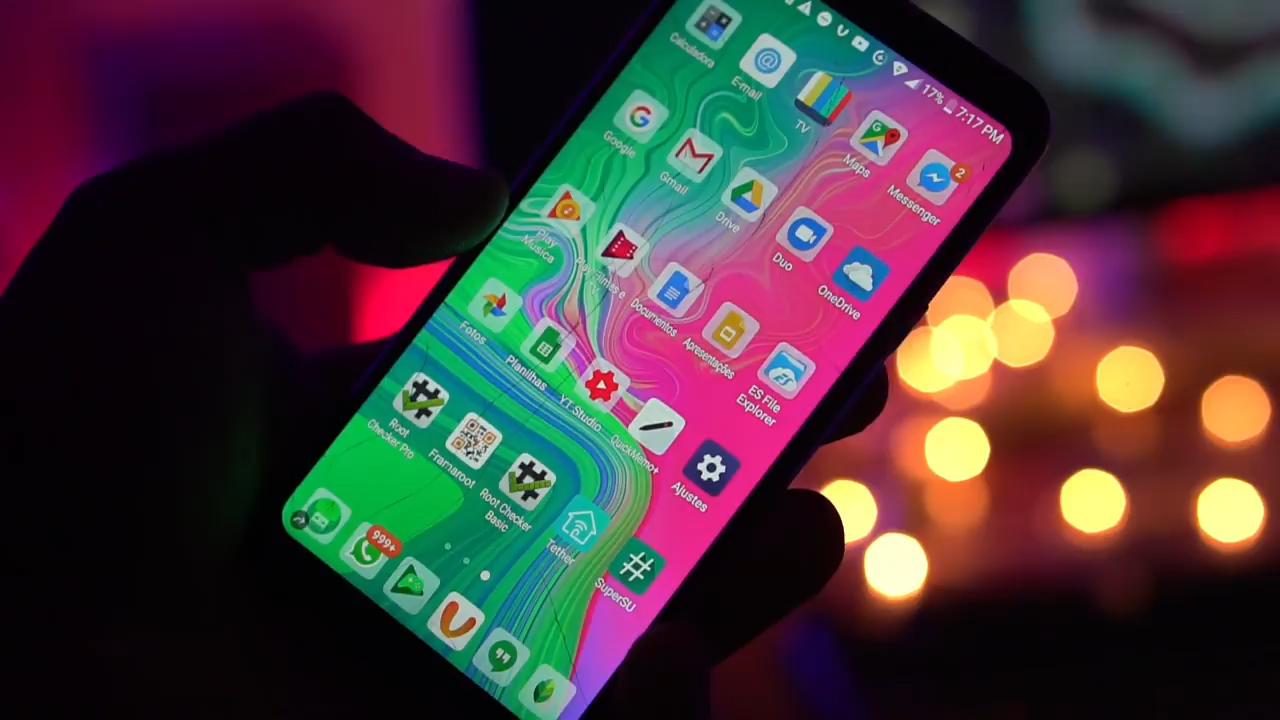 17% 7:17 PM
Calculadora
E-mail
TV
Maps
2
Messenger
Google
Gmail
Drive
Duo
OneDrive
Play
Música
Play Filmes e
Documentos
Apresentações
ES File
Explorer
Fotos
Planilhas
YT Studio
QuickMemo+
Ajustes
Root
Checker Pro
Framaroot
Root Checker
Basic
Tether
SuperSU
999+